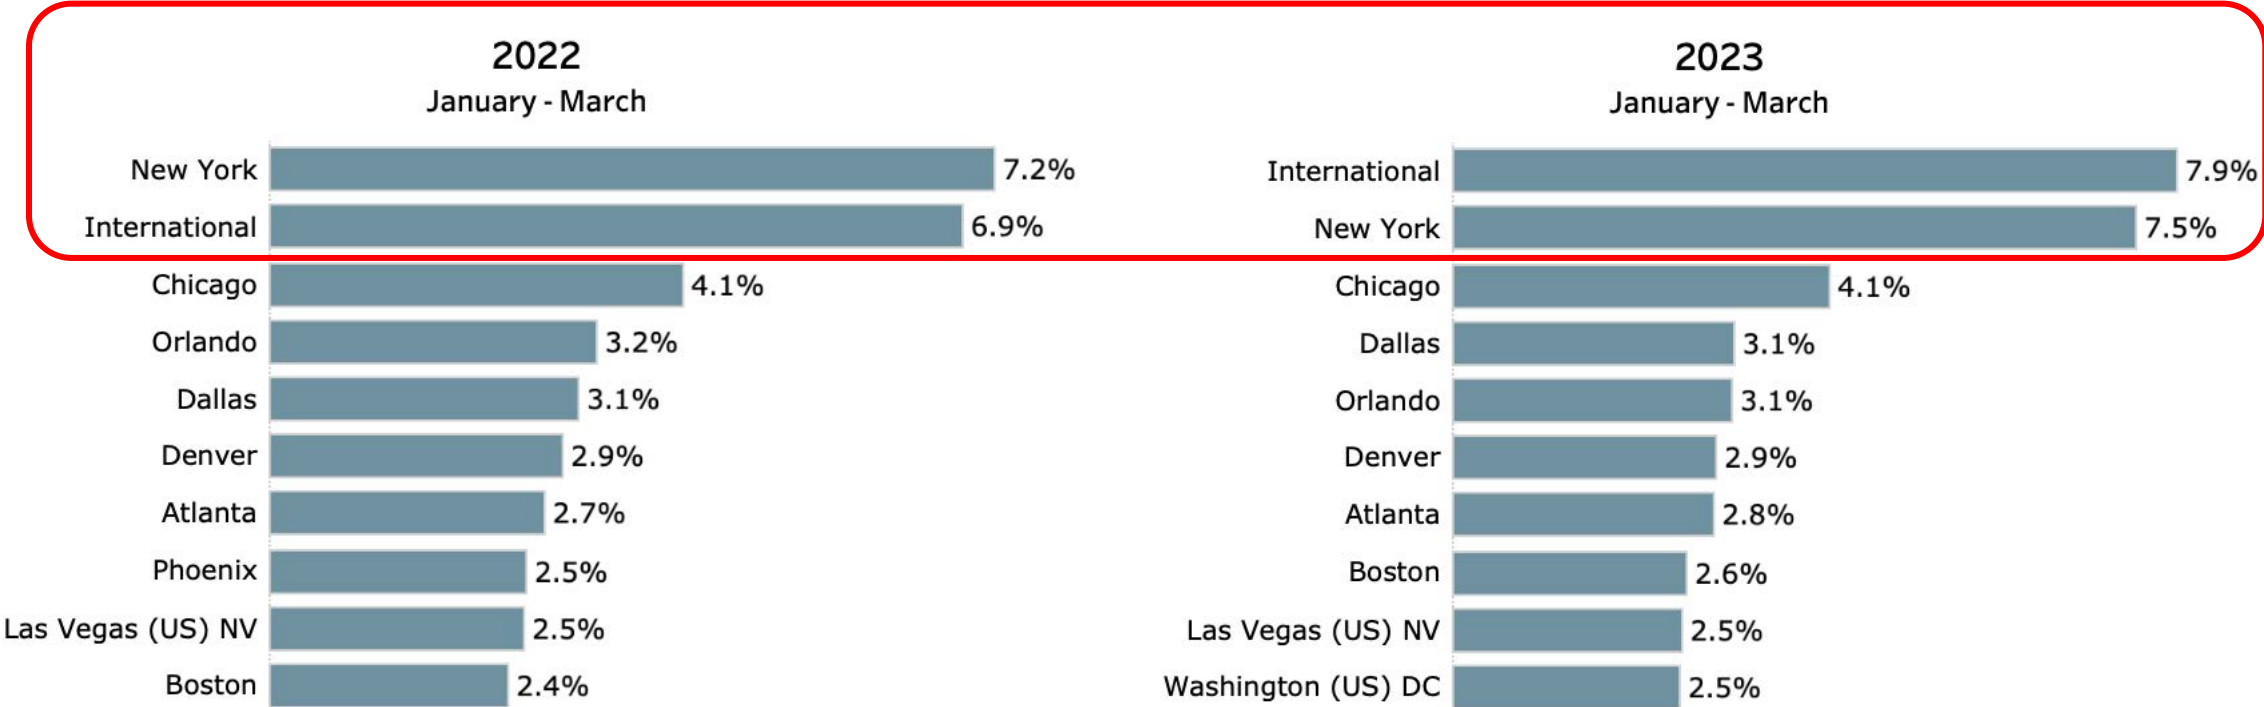 2022
January - March
New York 7.2%
International 6.9%
Chicago 4.1%
Orlando 3.2%
Dallas 3.1%
Denver 2.9%
Atlanta 2.7%
Phoenix 2.5%
Las Vegas (US) NV 2.5%
Boston 2.4%
2023
January - March
International 7.9%
New York 7.5%
Chicago 4.1%
Dallas 3.1%
Orlando 3.1%
Denver 2.9%
Atlanta 2.8%
Boston 2.6%
Las Vegas (US) NV 2.5%
Washington (US) DC 2.5%